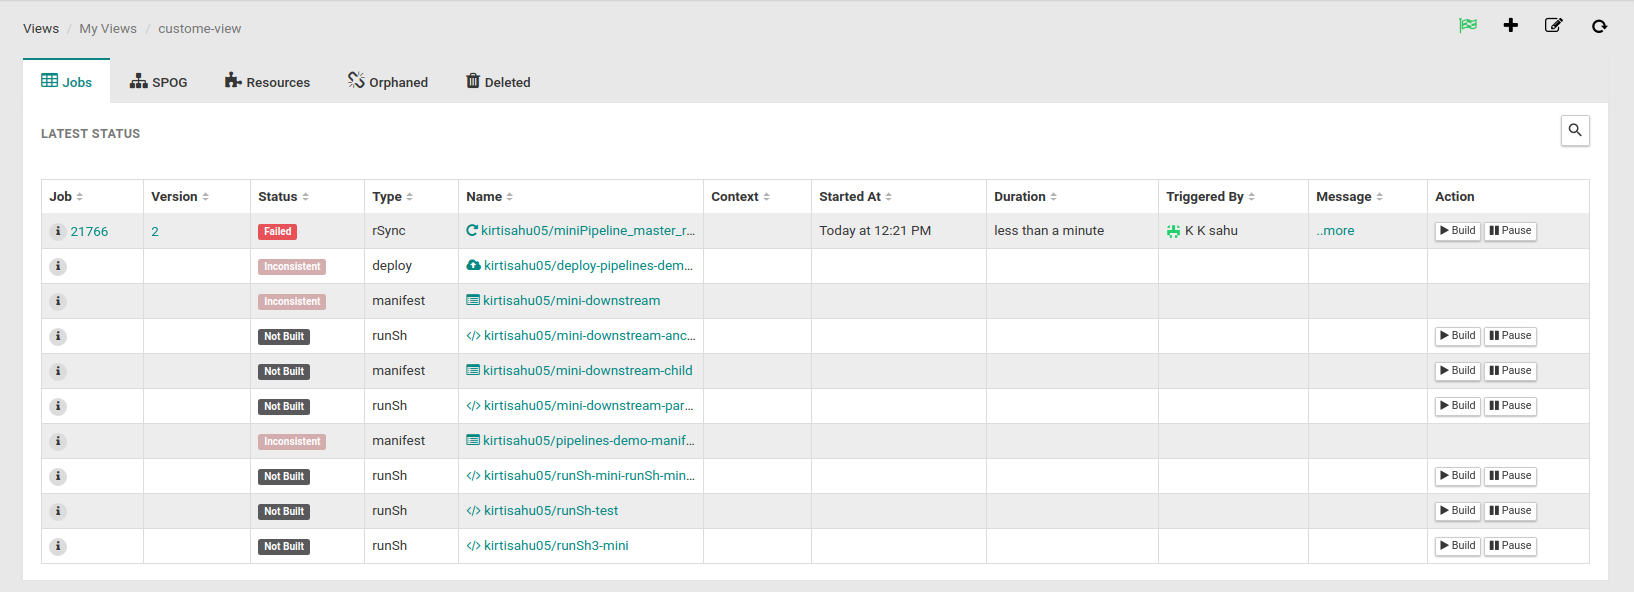 Views / My Views / custome-view
Jobs SPOG Resources Orphaned Deleted
LATEST STATUS
Job Version Status Type Name Context Started At Duration Triggered By Message Action
21766 2 Failed rSync kirtisahu05/miniPipeline_master_r... Today at 12:21 PM less than a minute K K sahu ..more Build Pause
Inconsistent deploy kirtisahu05/deploy-pipelines-dem...
Inconsistent manifest kirtisahu05/mini-downstream
Not Built runSh kirtisahu05/mini-downstream-anc... Build Pause
Not Built manifest kirtisahu05/mini-downstream-child Build Pause
Not Built runSh kirtisahu05/mini-downstream-par... Build Pause
Inconsistent manifest kirtisahu05/pipelines-demo-manif...
Not Built runSh kirtisahu05/runSh-mini-runSh-min... Build Pause
Not Built runSh kirtisahu05/runSh-test Build Pause
Not Built runSh kirtisahu05/runSh3-mini Build Pause